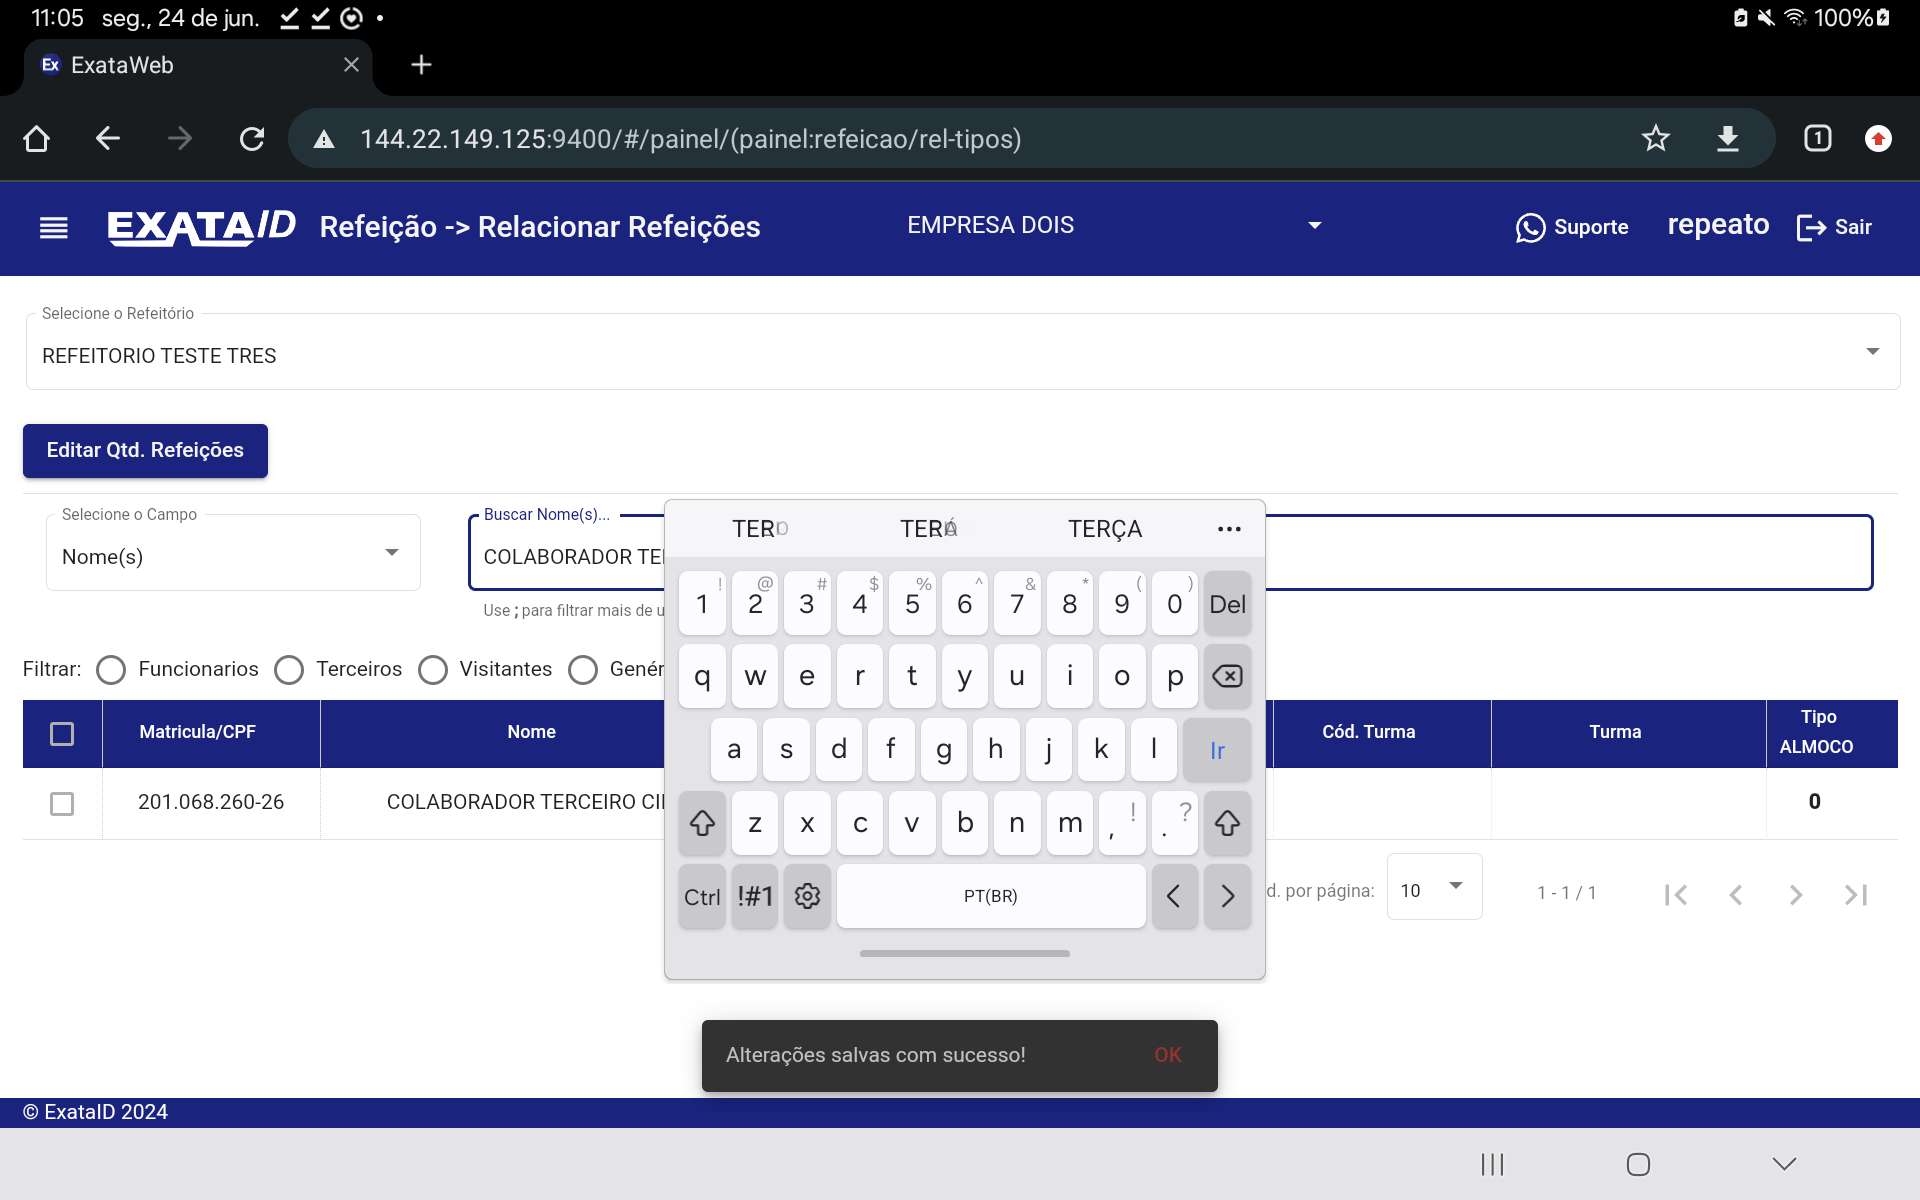 11:05 seg., 24 de jun.
100%
Ex ExataWeb
144.22.149.125:9400/#/painel/(painel:refeicao/rel-tipos)
1
EXATAID Refeição -> Relacionar Refeições EMPRESA DOIS Suporte repeato Sair
Selecione o Refeitório
REFEITORIO TESTE TRES
Editar Qtd. Refeições
Selecione o Campo
Nome(s)
Buscar Nome(s)...
COLABORADOR TE
Use ; para filtrar mais de u
TERÇA
! @ # $ % ^ & * ( )
1 2 3 4 5 6 7 8 9 0 Del
q w e r t y u i o p
a s d f g h j k l Ir
z x c v b n m , ! . ?
Ctrl !#1 PT(BR)
Filtrar: Funcionarios Terceiros Visitantes Genér
Matricula/CPF Nome Cód. Turma Turma Tipo ALMOCO
201.068.260-26 COLABORADOR TERCEIRO CI 0
d. por página: 10 1 - 1 / 1
Alterações salvas com sucesso! OK
© ExataID 2024